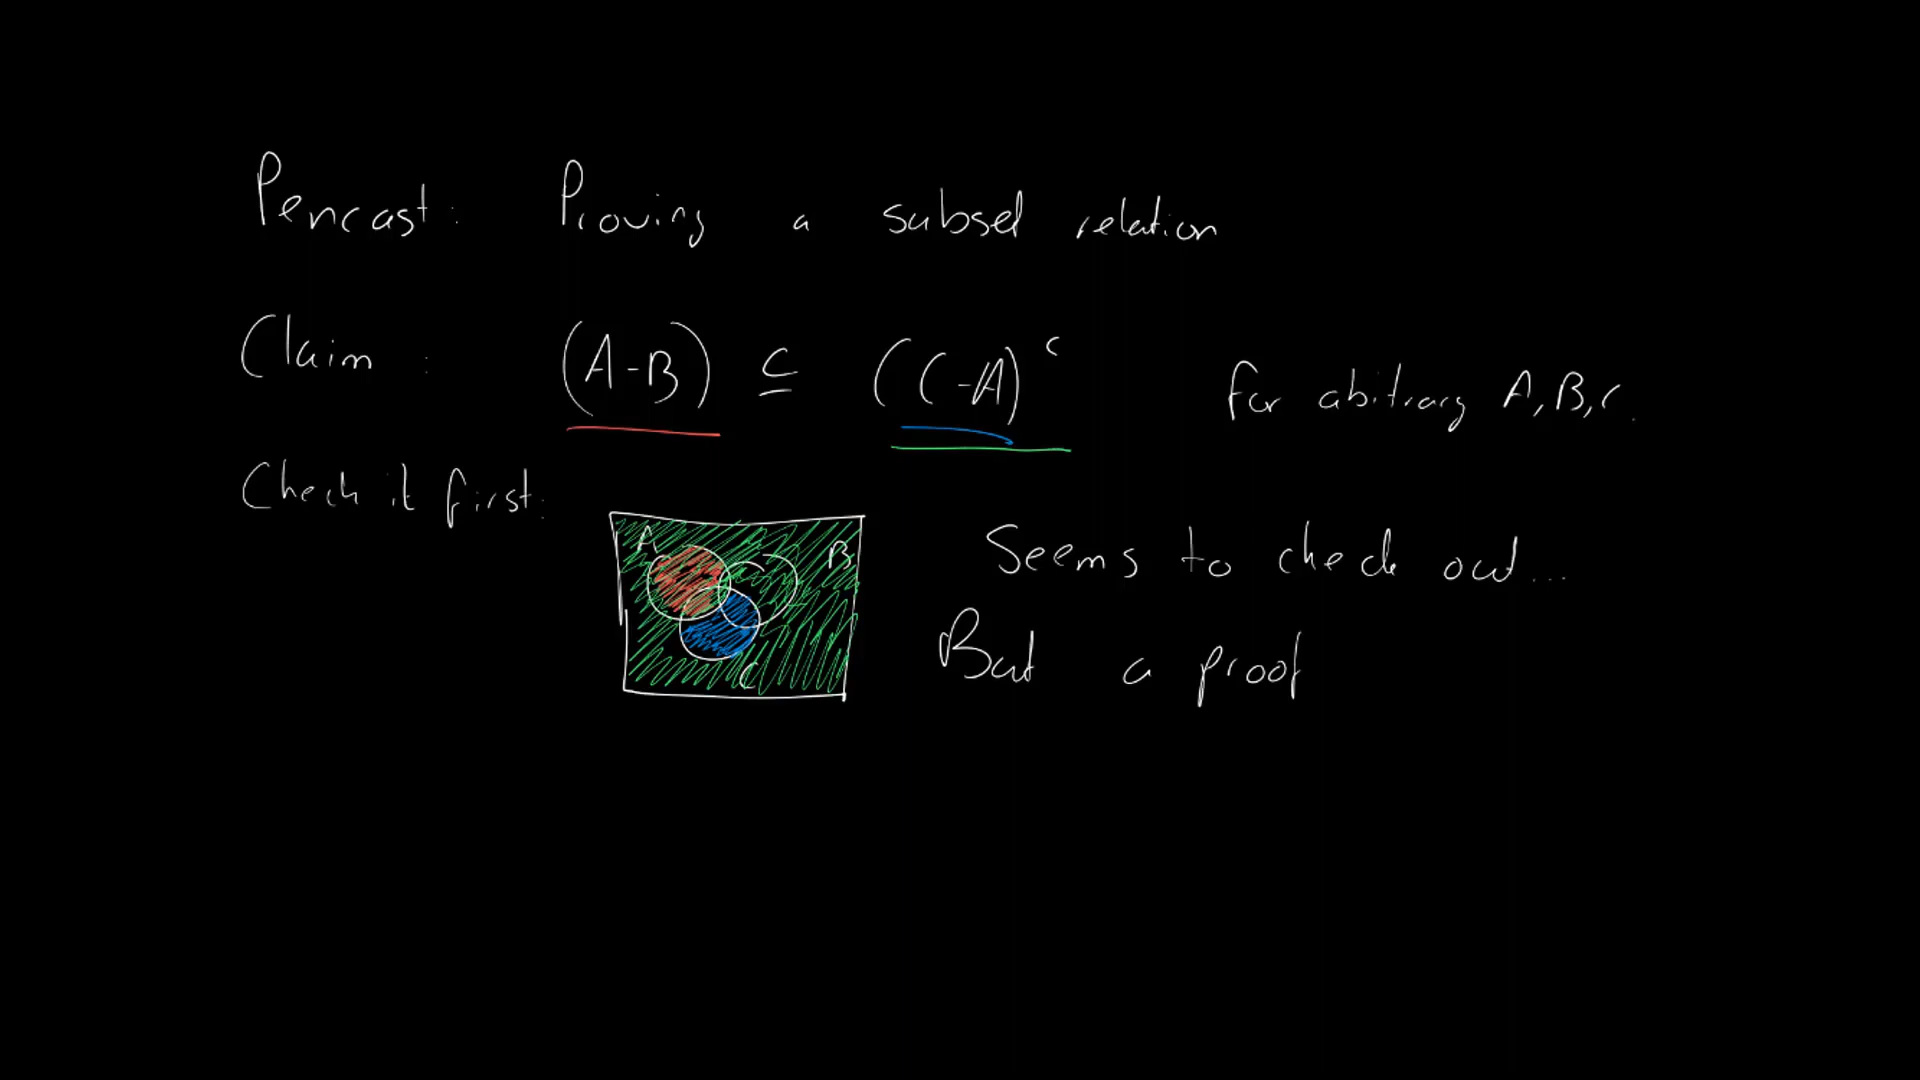 Pencast: Proving a subset relation
Claim: (A-B) ⊆ (C-A)ᶜ for abitrary A, B, C.
Check it first:
A B
C
Seems to check out...
But a proof